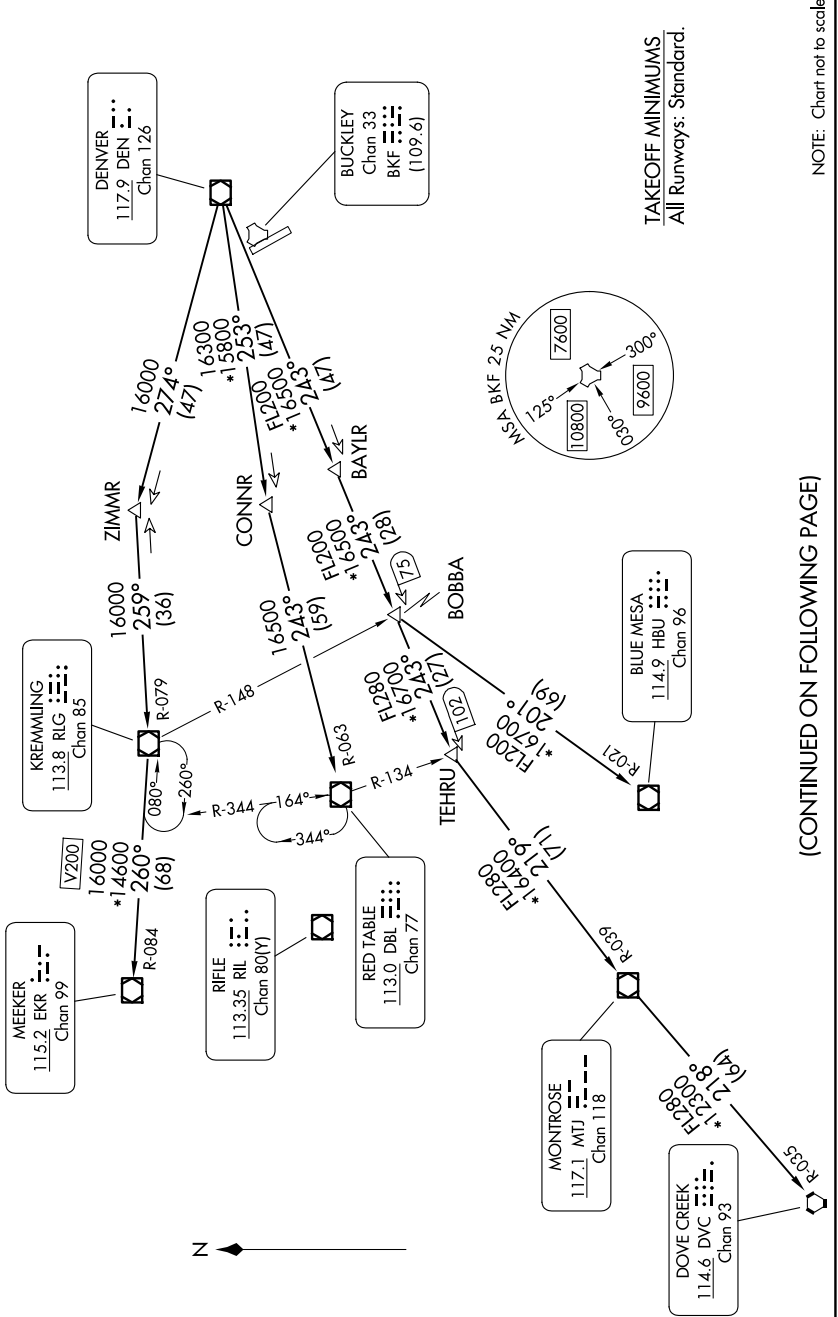 MEEKER
115.2 EKR
Chan 99
V200
16000
*14600
260°
(68)
R-084
KREMMLING
113.8 RLG
Chan 85
R-079
080°
260°
16000
259°
(36)
ZIMMR
16000
274°
(47)
DENVER
117.9 DEN
Chan 126
RIFLE
113.35 RIL
Chan 80(Y)
R-344
164°
344°
R-148
RED TABLE
113.0 DBL
Chan 77
R-063
R-134
16500
243°
(59)
CONNR
16300
*15800
253°
(47)
FL200
*16500
243°
(47)
BAYLR
FL200
*16500
243°
(28)
75
BOBBA
FL280
*16700
243°
(27)
102
TEHRU
BUCKLEY
Chan 33
BKF
(109.6)
FL200
*16700
201°
(69)
R-021
BLUE MESA
114.9 HBU
Chan 96
FL280
*16400
219°
(71)
R-039
MONTROSE
117.1 MTJ
Chan 118
FL280
*12300
218°
(64)
R-035
DOVE CREEK
114.6 DVC
Chan 93
N
MSA BKF 25 NM
125°
7600
300°
10800
030°
9600
TAKEOFF MINIMUMS
All Runways: Standard.
(CONTINUED ON FOLLOWING PAGE)
NOTE: Chart not to scale